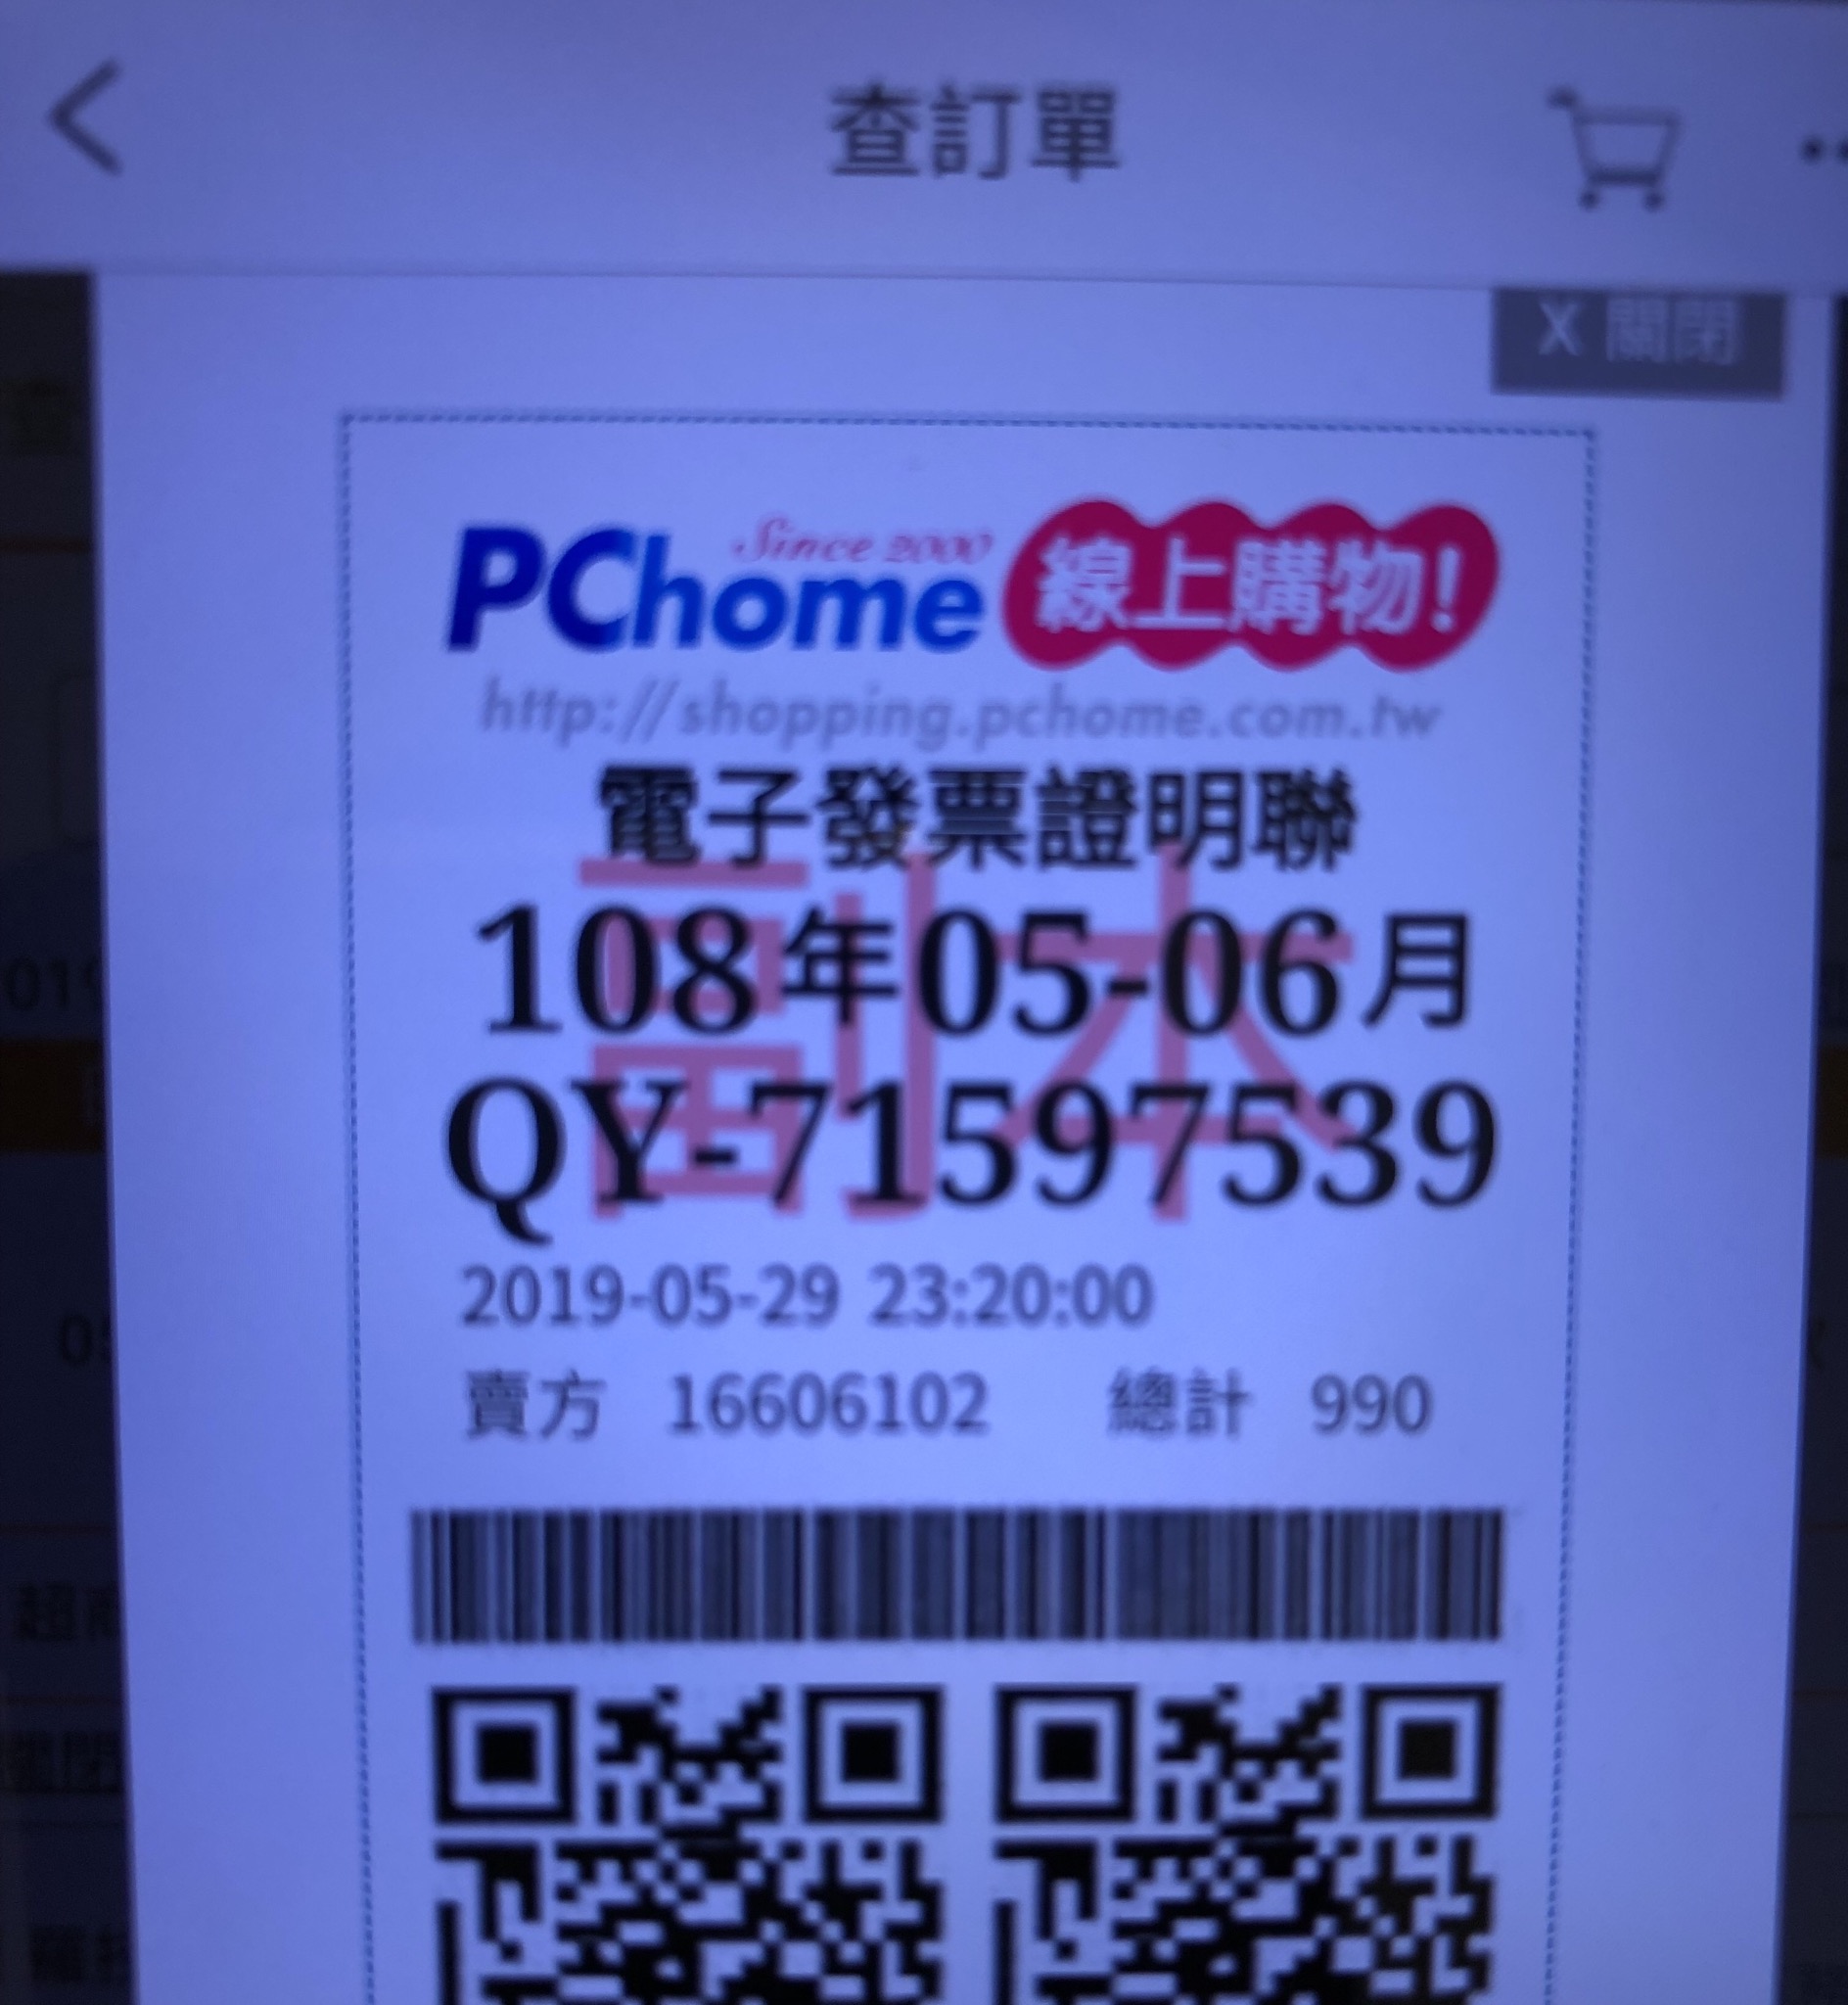 查訂單
X 關閉
Since 2000
PChome 線上購物!
http://shopping.pchome.com.tw
電子發票證明聯
副本
108年05-06月
QY-71597539
2019-05-29 23:20:00
賣方 16606102 總計 990